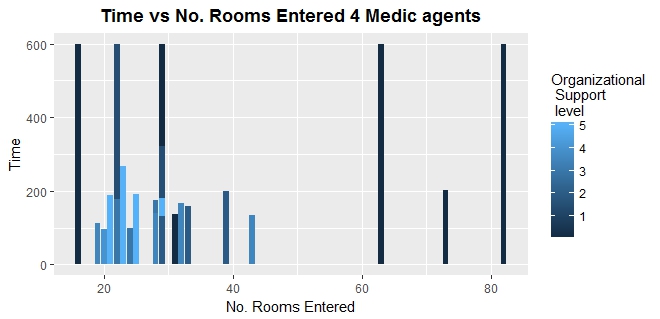 Time vs No. Rooms Entered 4 Medic agents
600
400
200
0
Time
20
40
60
80
No. Rooms Entered
Organizational
Support
level
5
4
3
2
1